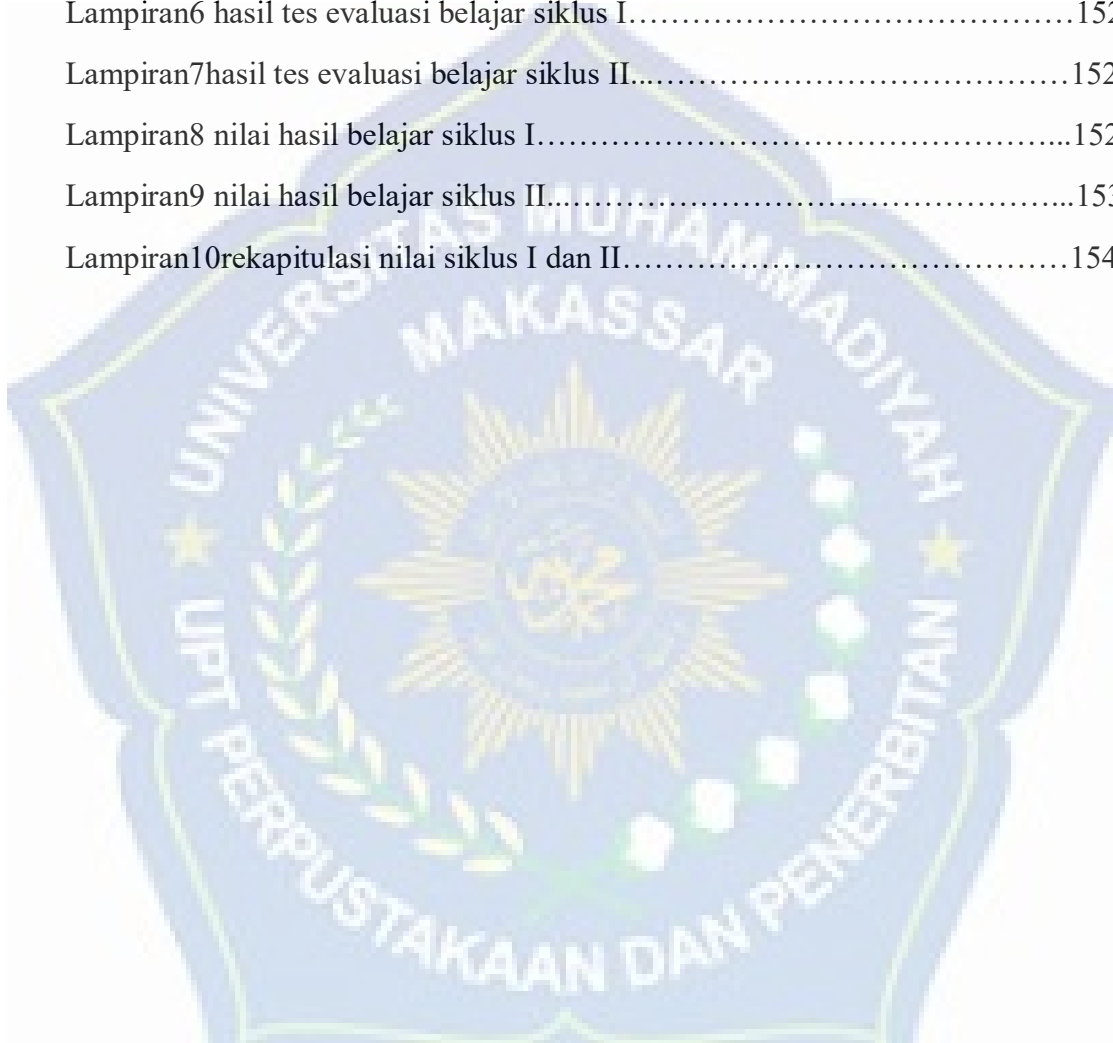 Lampiran6 hasil tes evaluasi belajar siklus I……………………………………152
Lampiran7hasil tes evaluasi belajar siklus II...……………………………………152
Lampiran8 nilai hasil belajar siklus I…………………………………………...152
Lampiran9 nilai hasil belajar siklus II...………………………………………...153
Lampiran10rekapitulasi nilai siklus I dan II……………………………………154
UNIVERSITAS MUHAMMADIYAH
MAKASSAR
UPT PERPUSTAKAAN DAN PENERBITAN